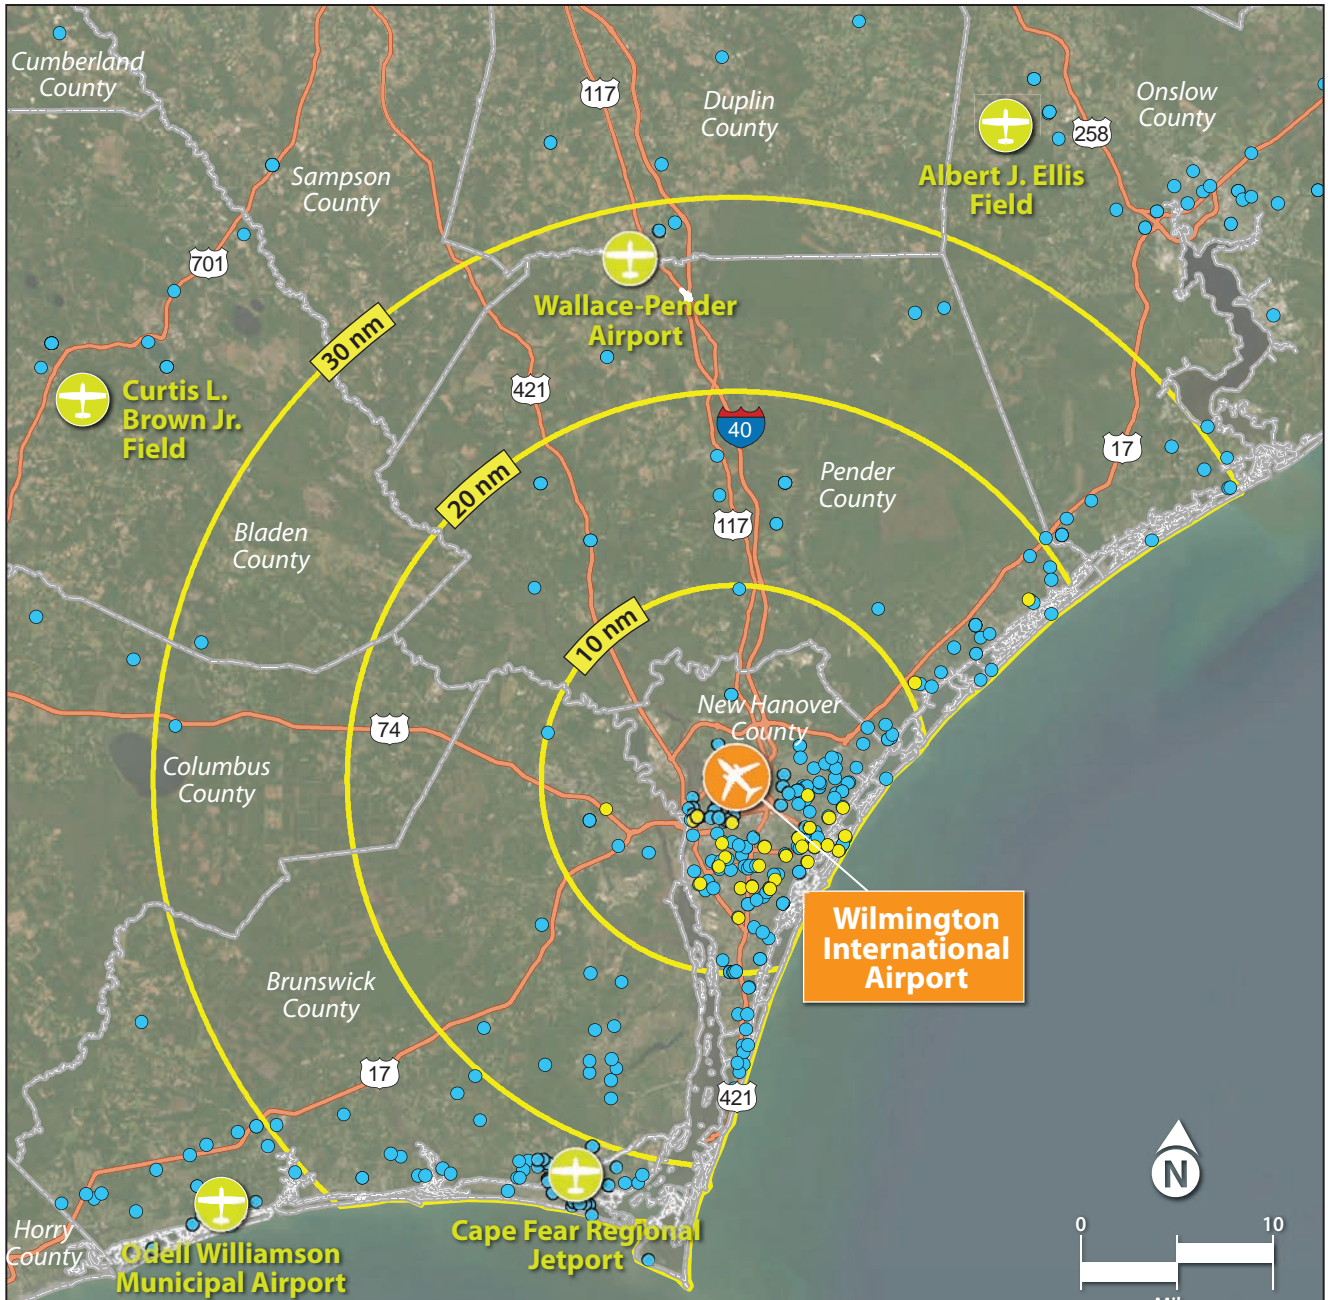 Cumberland
County
117
Duplin
County
Onslow
County
258
Albert J. Ellis
Field
Sampson
County
701
Wallace-Pender
Airport
30 nm
421
Curtis L.
Brown Jr.
Field
40
17
20 nm
Pender
County
117
Bladen
County
10 nm
New Hanover
County
74
Columbus
County
Wilmington
International
Airport
Brunswick
County
17
421
N
0
10
Horry
County
Odell Williamson
Municipal Airport
Cape Fear Regional
Jetport